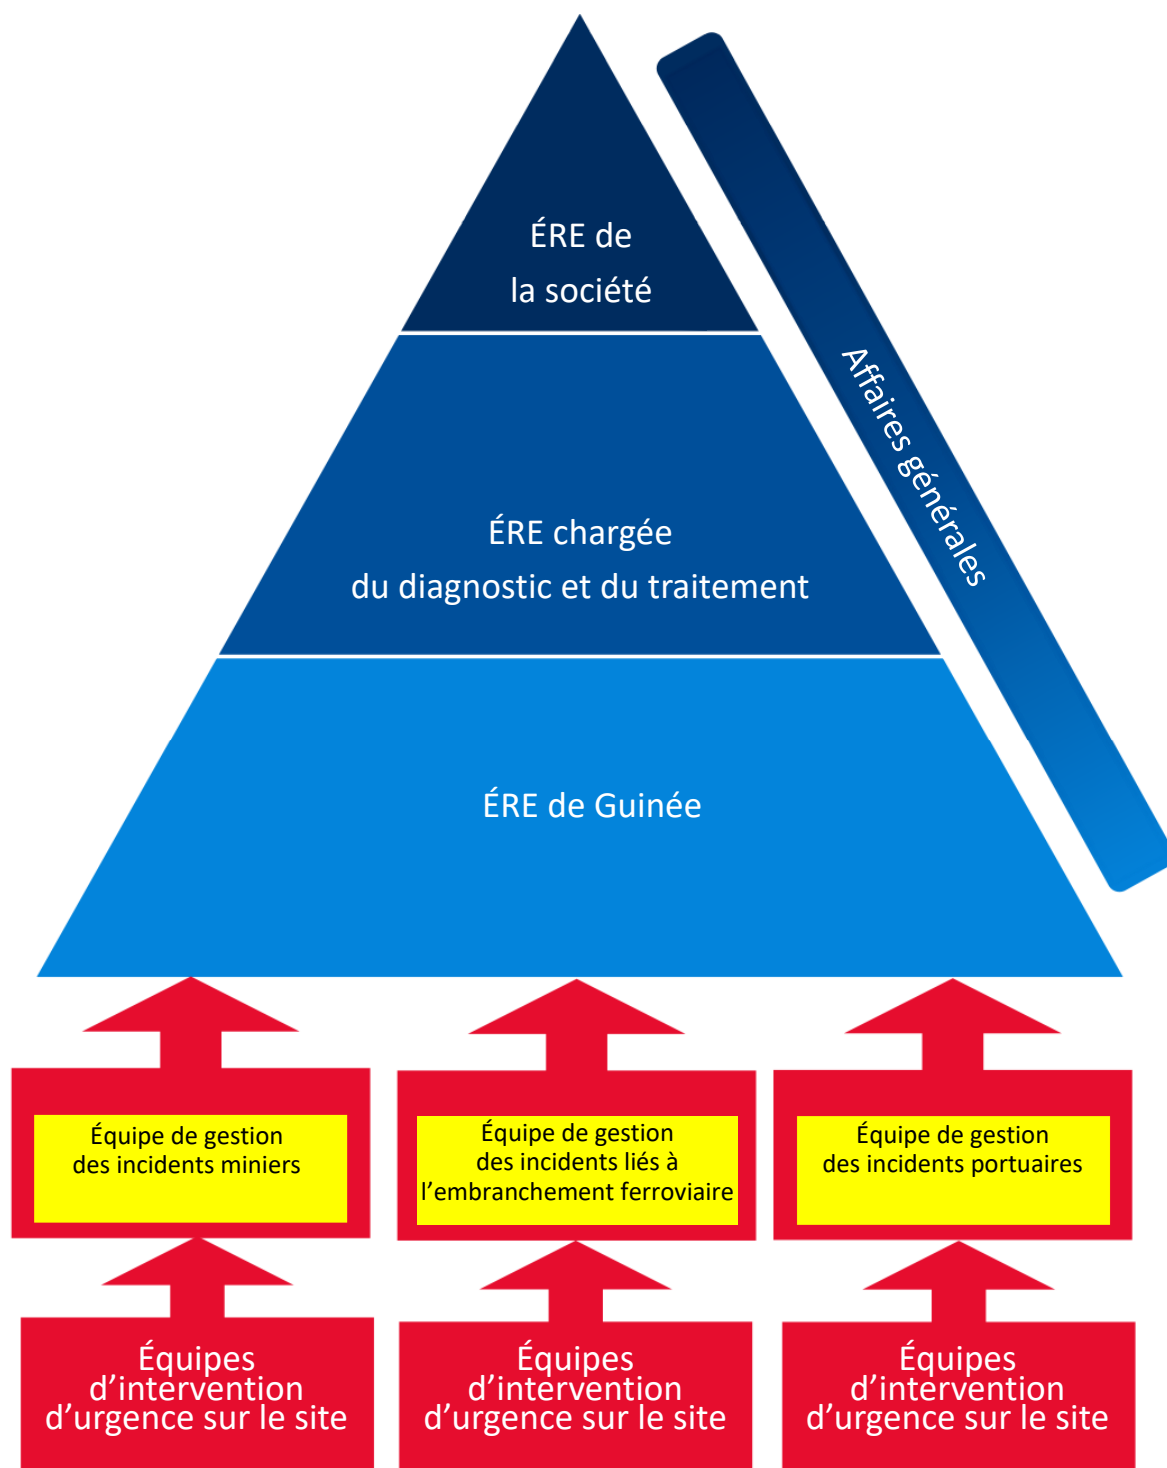 ÉRE de
la société
Affaires générales
ÉRE chargée
du diagnostic et du traitement
ÉRE de Guinée
Équipe de gestion
des incidents miniers
Équipe de gestion
des incidents liés à
l’embranchement ferroviaire
Équipe de gestion
des incidents portuaires
Équipes
d’intervention
d’urgence sur le site
Équipes
d’intervention
d’urgence sur le site
Équipes
d’intervention
d’urgence sur le site